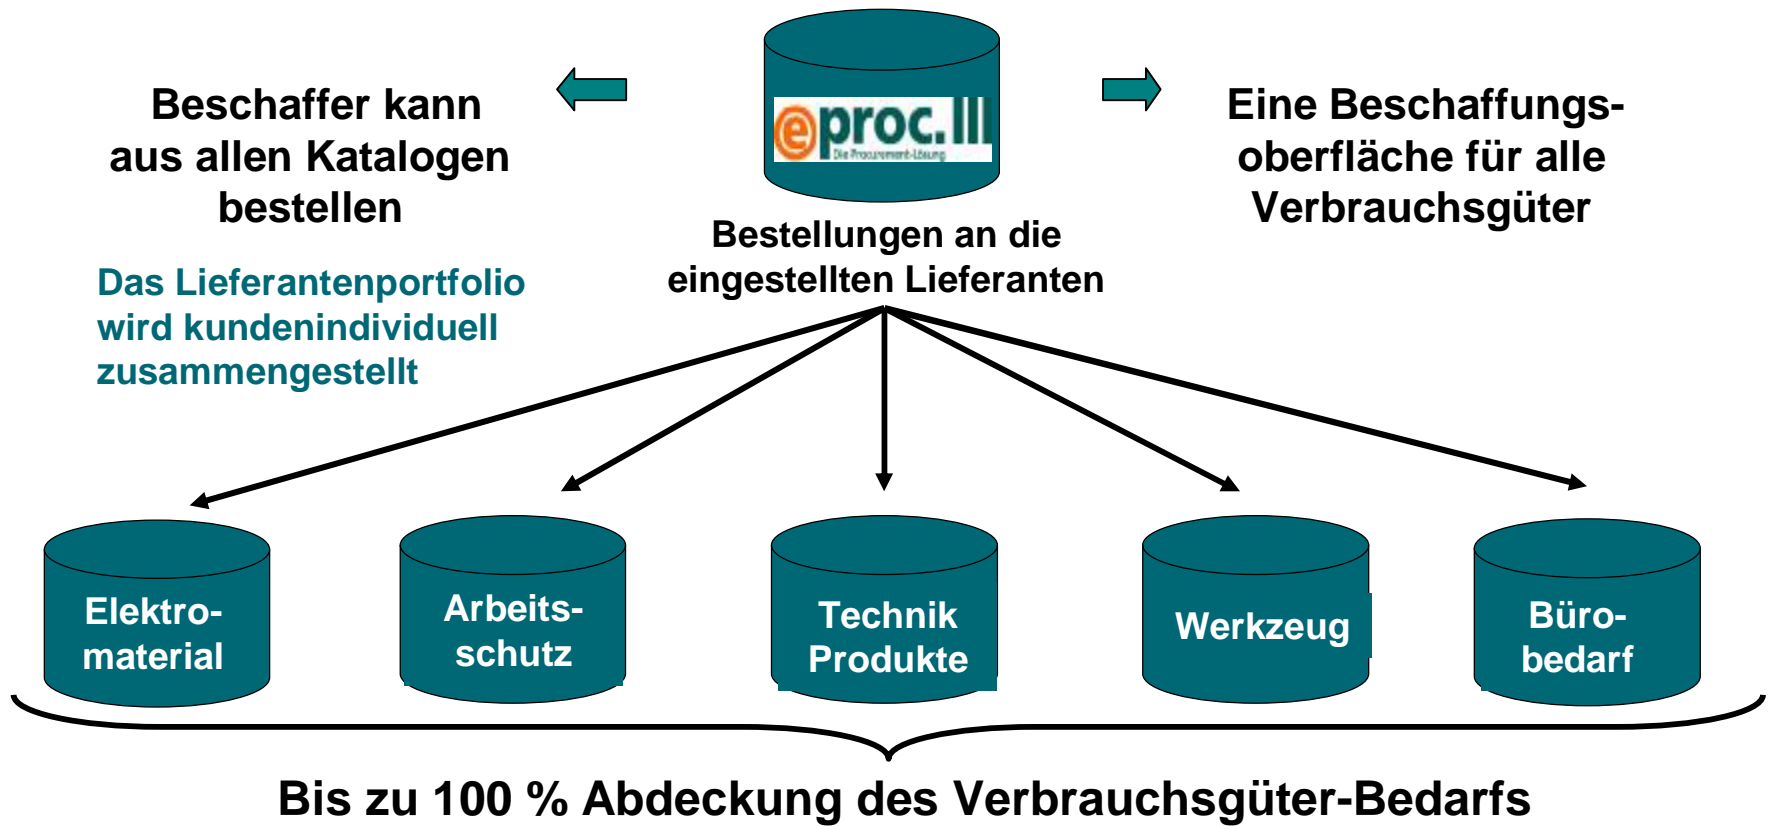 Beschaffer kann
aus allen Katalogen
bestellen
Das Lieferantenportfolio
wird kundenindividuell
zusammengestellt
eproc.III
Die Procurement-Lösung
Bestellungen an die
eingestellten Lieferanten
Eine Beschaffungs-
oberfläche für alle
Verbrauchsgüter
Elektro-
material
Arbeits-
schutz
Technik
Produkte
Werkzeug
Büro-
bedarf
Bis zu 100 % Abdeckung des Verbrauchsgüter-Bedarfs